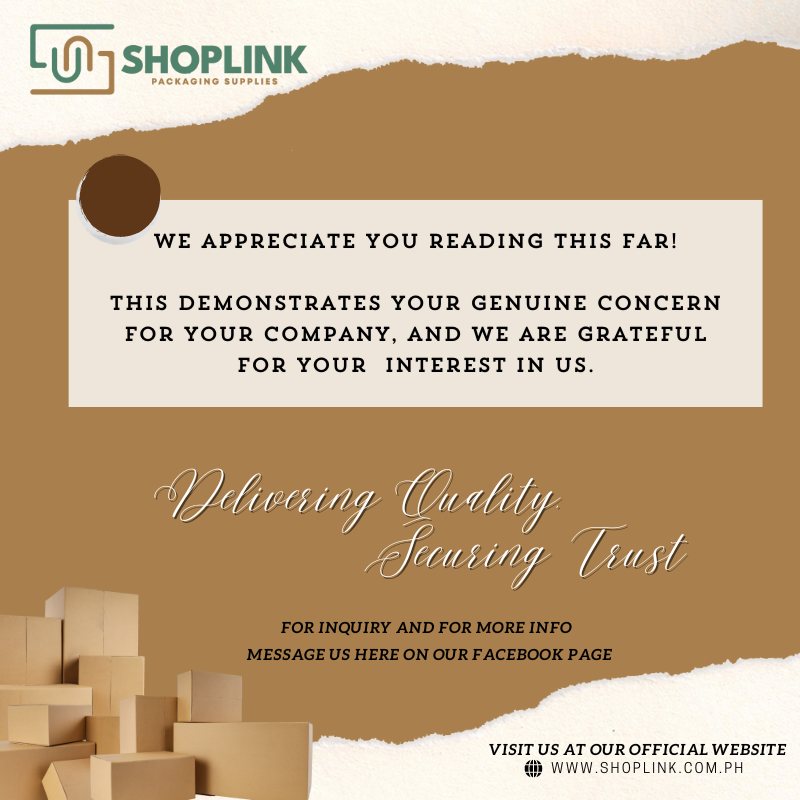 SHOPLINK
PACKAGING SUPPLIES
WE APPRECIATE YOU READING THIS FAR!
THIS DEMONSTRATES YOUR GENUINE CONCERN
FOR YOUR COMPANY, AND WE ARE GRATEFUL
FOR YOUR INTEREST IN US.
Delivering Quality,
Securing Trust
FOR INQUIRY AND FOR MORE INFO
MESSAGE US HERE ON OUR FACEBOOK PAGE
VISIT US AT OUR OFFICIAL WEBSITE
WWW.SHOPLINK.COM.PH